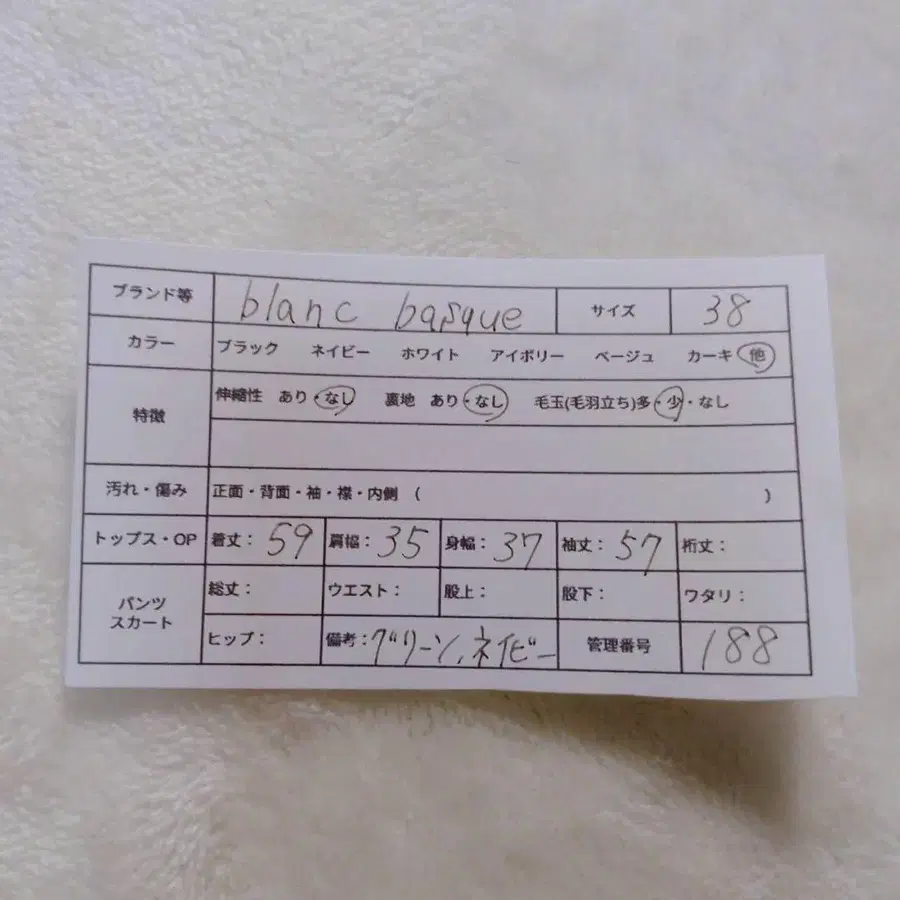 ブランド等 blanc basque サイズ 38
カラー ブラック ネイビー ホワイト アイボリー ベージュ カーキ 他
特徴 伸縮性 あり・なし 裏地 あり・なし 毛玉(毛羽立ち)多・少・なし
汚れ・傷み 正面・背面・袖・襟・内側 ( )
トップス・OP 着丈: 59 肩幅: 35 身幅: 37 袖丈: 57 裄丈:
パンツ スカート 総丈: ウエスト: 股上: 股下: ワタリ:
ヒップ: 備考: グリーン、ネイビー 管理番号 188